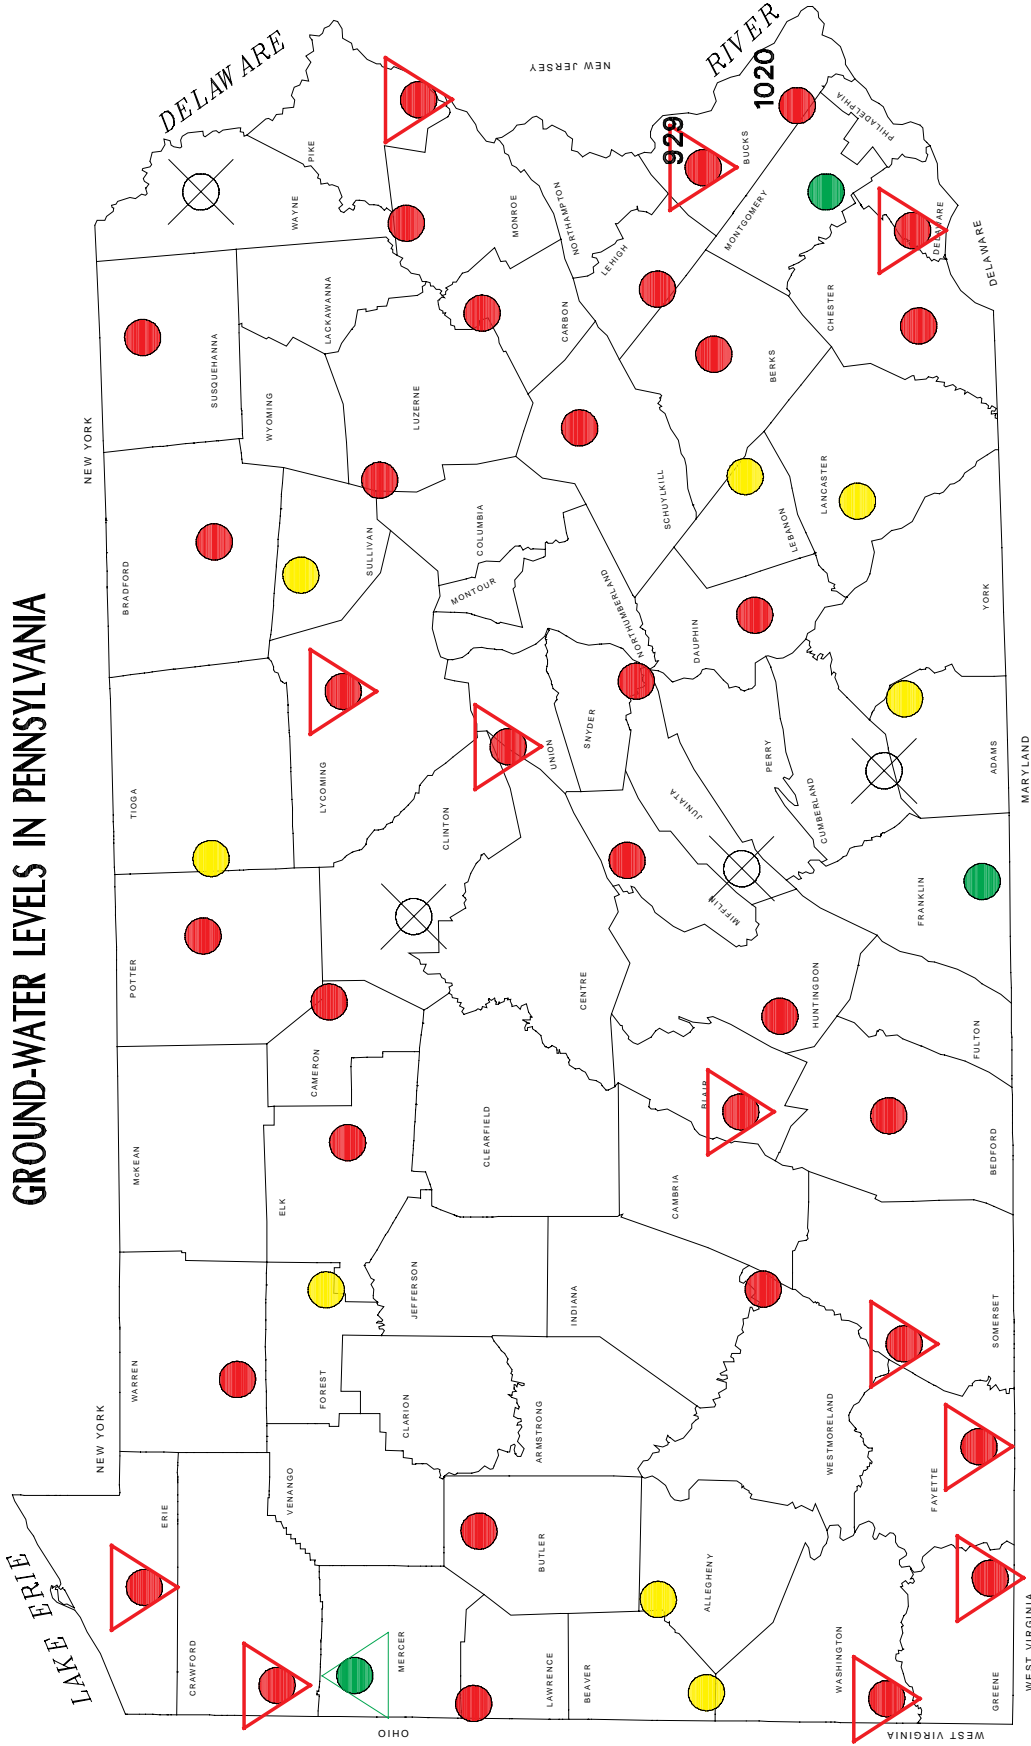 GROUND-WATER LEVELS IN PENNSYLVANIA
LAKE ERIE
NEW YORK
NEW YORK
DELAWARE
RIVER
NEW JERSEY
ERIE
WARREN
McKEAN
POTTER
TIOGA
BRADFORD
SUSQUEHANNA
WAYNE
PIKE
CRAWFORD
VENANGO
FOREST
ELK
CAMERON
LYCOMING
SULLIVAN
WYOMING
LACKAWANNA
MERCER
CLARION
JEFFERSON
CLEARFIELD
CLINTON
MONTOUR
COLUMBIA
LUZERNE
MONROE
LAWRENCE
BUTLER
ARMSTRONG
INDIANA
CENTRE
UNION
SNYDER
NORTHUMBERLAND
SCHUYLKILL
CARBON
NORTHAMPTON
LEHIGH
929
1020
BUCKS
BEAVER
ALLEGHENY
CAMBRIA
BLAIR
MIFFLIN
JUNIATA
PERRY
DAUPHIN
LEBANON
BERKS
MONTGOMERY
PHILADELPHIA
WASHINGTON
WESTMORELAND
HUNTINGDON
CUMBERLAND
LANCASTER
CHESTER
DELAWARE
GREENE
FAYETTE
SOMERSET
BEDFORD
FULTON
FRANKLIN
ADAMS
YORK
DELAWARE
OHIO
WEST VIRGINIA
WEST VIRGINIA
MARYLAND